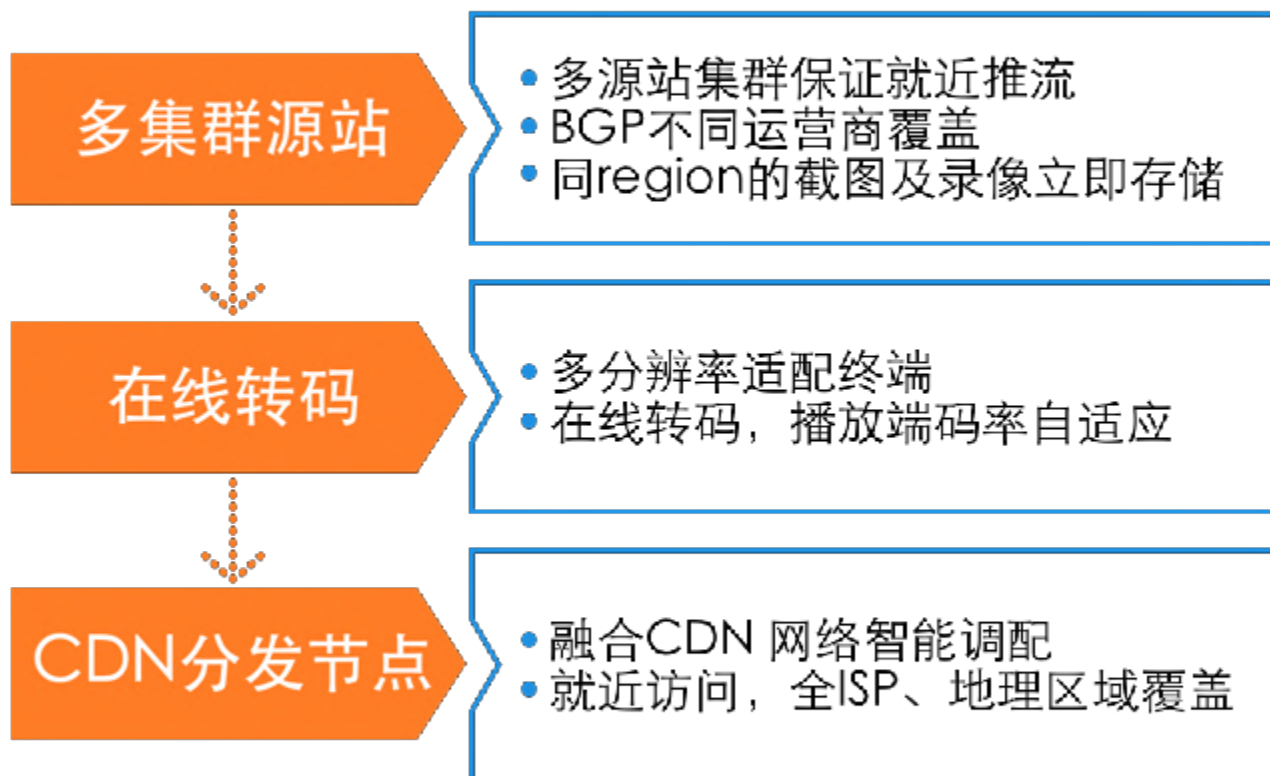 多集群源站
• 多源站集群保证就近推流
• BGP不同运营商覆盖
• 同region的截图及录像立即存储
在线转码
• 多分辨率适配终端
• 在线转码，播放端码率自适应
CDN分发节点
• 融合CDN 网络智能调配
• 就近访问，全ISP、地理区域覆盖